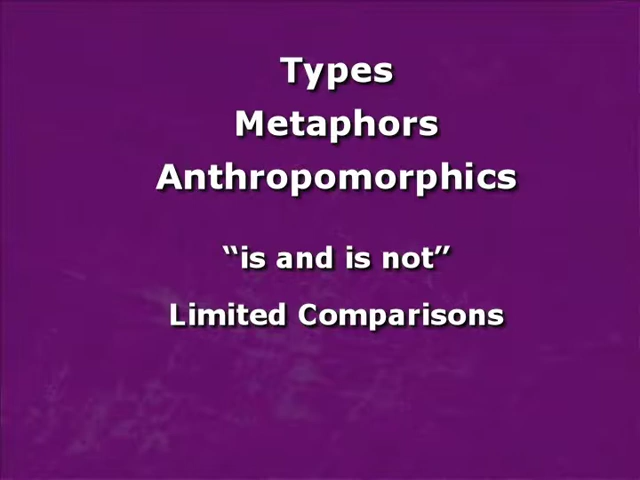 Types
Metaphors
Anthropomorphics
“is and is not”
Limited Comparisons